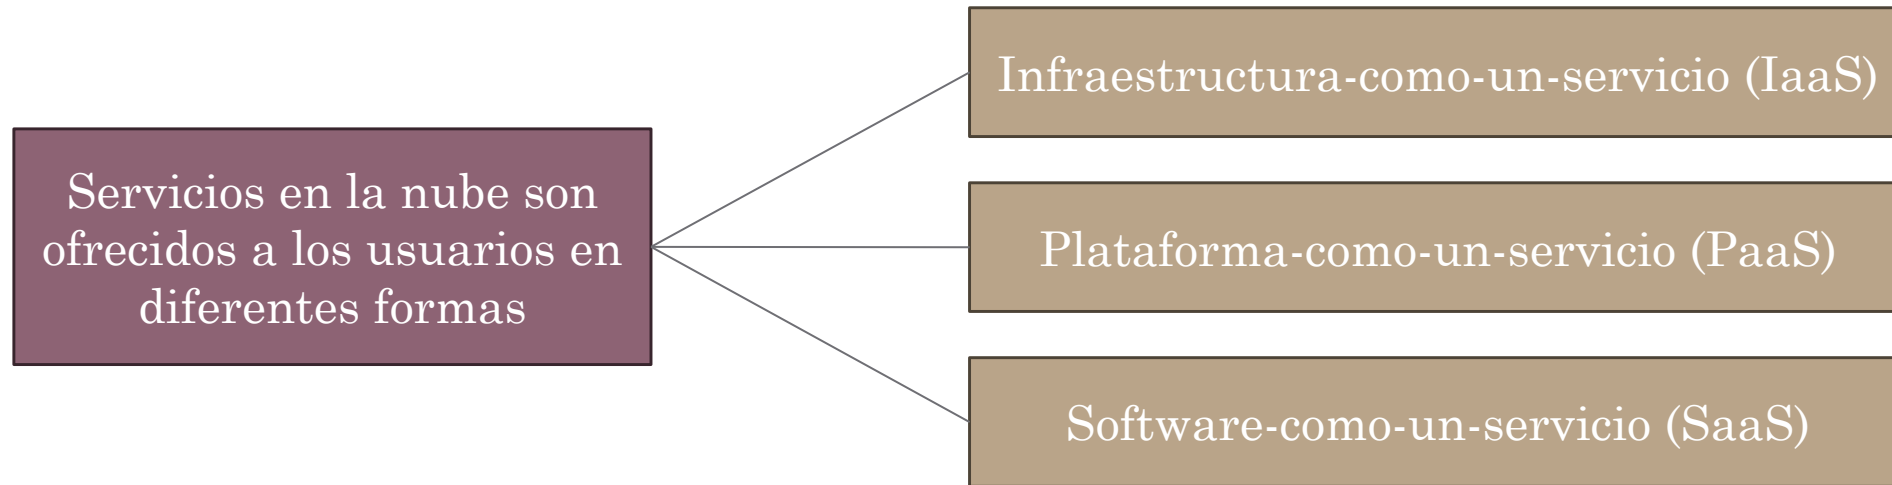 Servicios en la nube son
ofrecidos a los usuarios en
diferentes formas
Infraestructura-como-un-servicio (IaaS)
Plataforma-como-un-servicio (PaaS)
Software-como-un-servicio (SaaS)